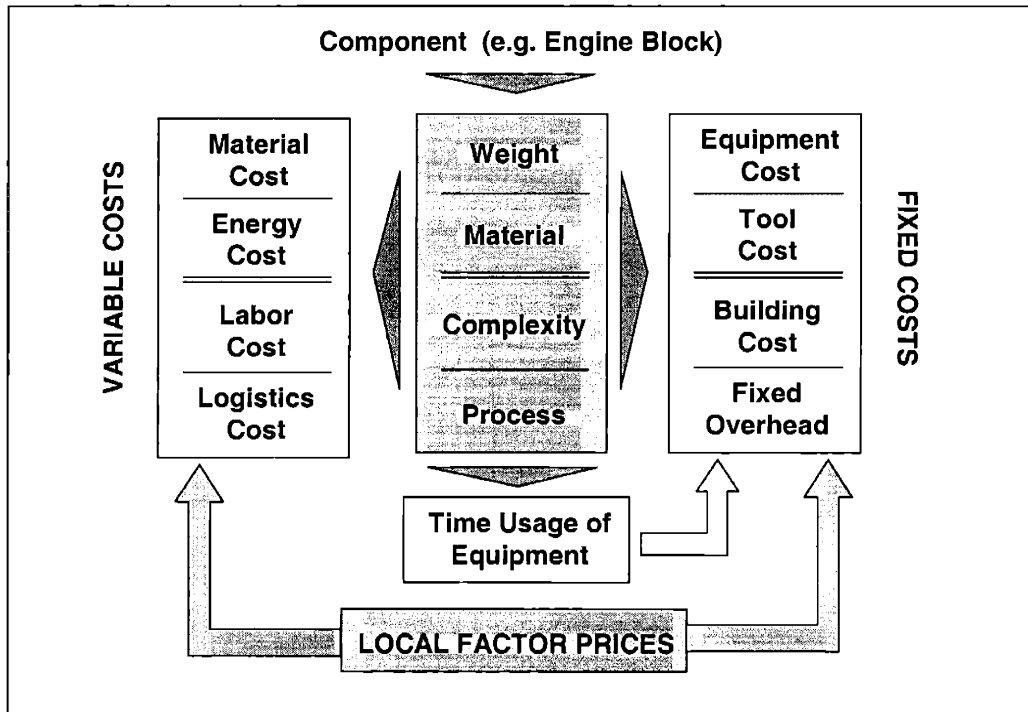 Component (e.g. Engine Block)
VARIABLE COSTS
Material
Cost
Energy
Cost
Labor
Cost
Logistics
Cost
Weight
Material
Complexity
Process
Equipment
Cost
Tool
Cost
Building
Cost
Fixed
Overhead
FIXED COSTS
Time Usage of
Equipment
LOCAL FACTOR PRICES